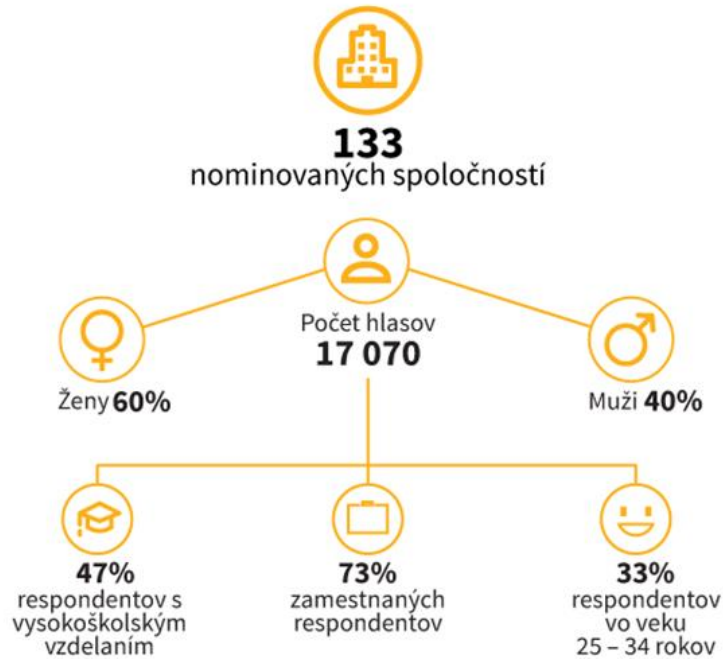 133
nominovaných spoločností
Počet hlasov
17 070
Ženy 60%
Muži 40%
47%
respondentov s
vysokoškolským
vzdelaním
73%
zamestnaných
respondentov
33%
respondentov
vo veku
25 – 34 rokov